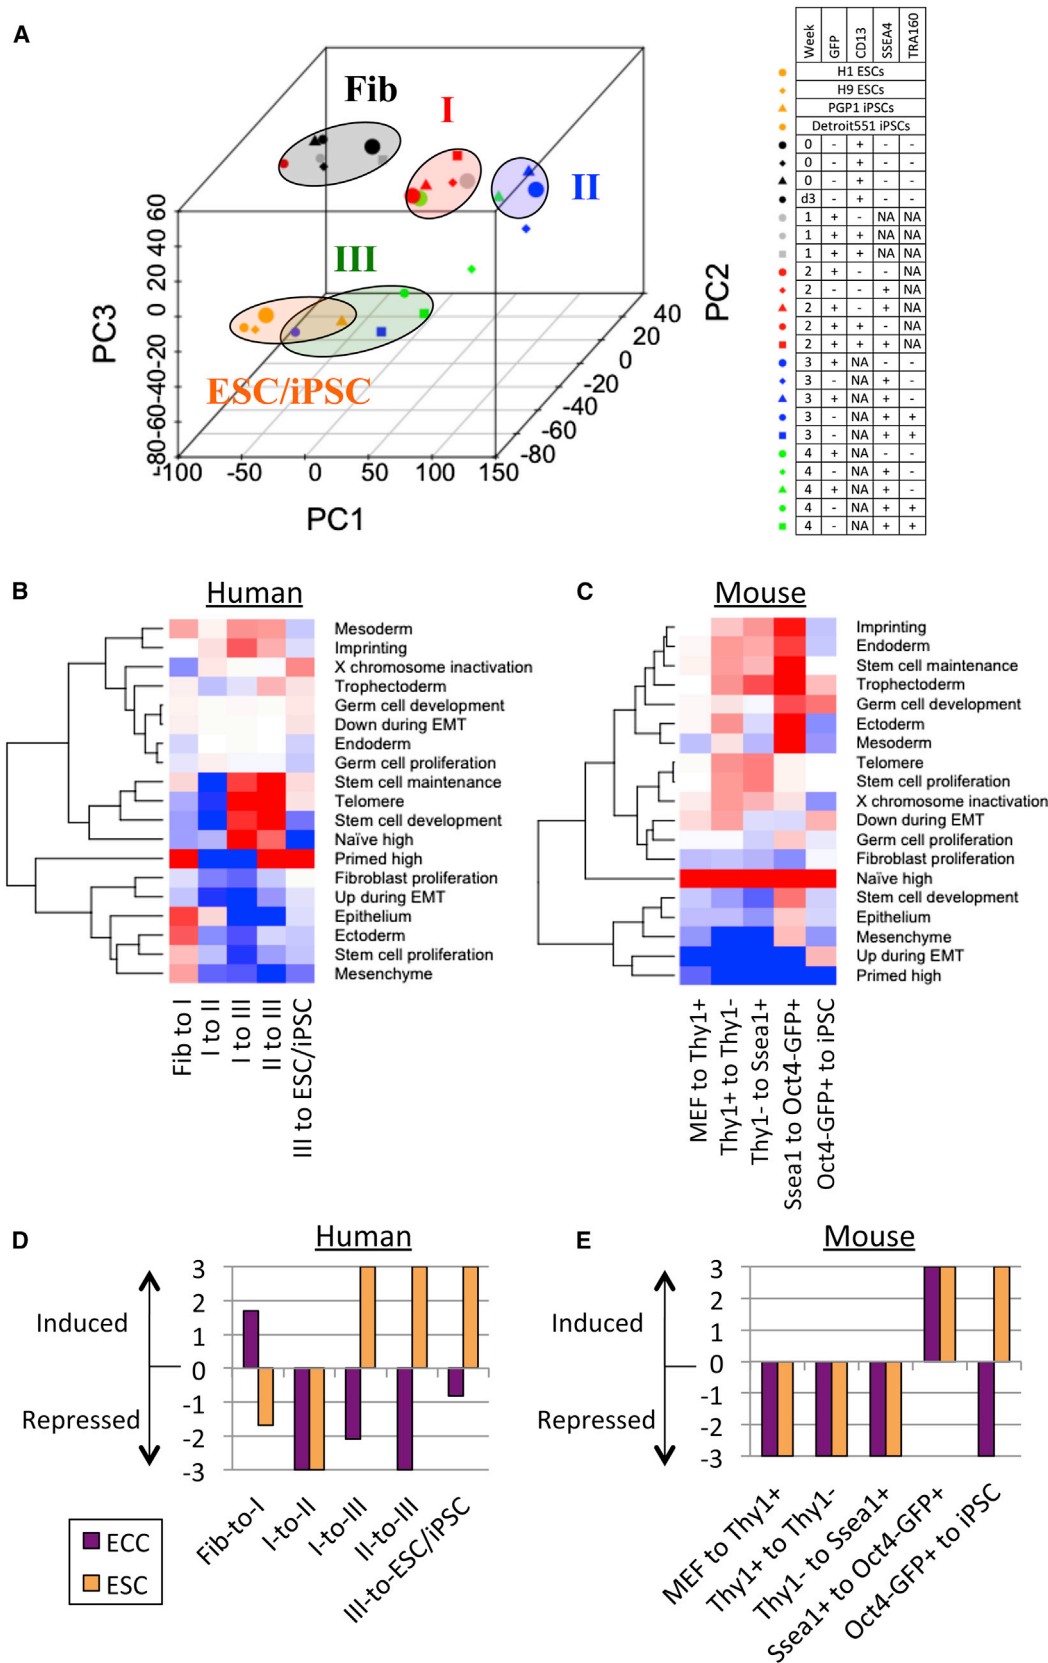 A
Fib
I
II
III
ESC/iPSC
PC3
60
40
20
0
-20
-40
-60
-80
-100
-50
0
50
100
150
PC1
PC2
40
20
0
-20
-40
-60
-80
Week GFP CD13 SSEA4 TRA160
H1 ESCs
H9 ESCs
PGP1 iPSCs
Detroit551 iPSCs
0 - + - -
0 - + - -
0 - + - -
d3 - + - -
1 + - NA NA
1 + + NA NA
1 + + NA NA
2 + - - NA
2 - - + NA
2 + - + NA
2 + + - NA
2 + + + NA
3 + NA - -
3 - NA + -
3 + NA + -
3 - NA + +
3 - NA + +
4 + NA - -
4 - NA + -
4 + NA + -
4 - NA + +
4 - NA + +
B
Human
Mesoderm
Imprinting
X chromosome inactivation
Trophectoderm
Germ cell development
Down during EMT
Endoderm
Germ cell proliferation
Stem cell maintenance
Telomere
Stem cell development
Naïve high
Primed high
Fibroblast proliferation
Up during EMT
Epithelium
Ectoderm
Stem cell proliferation
Mesenchyme
Fib to I
I to II
I to III
II to III
III to ESC/iPSC
C
Mouse
Imprinting
Endoderm
Stem cell maintenance
Trophectoderm
Germ cell development
Ectoderm
Mesoderm
Telomere
Stem cell proliferation
X chromosome inactivation
Down during EMT
Germ cell proliferation
Fibroblast proliferation
Naïve high
Stem cell development
Epithelium
Mesenchyme
Up during EMT
Primed high
MEF to Thy1+
Thy1+ to Thy1-
Thy1- to Ssea1+
Ssea1 to Oct4-GFP+
Oct4-GFP+ to iPSC
D
Human
Induced
Repressed
3
2
1
0
-1
-2
-3
Fib-to-I
I-to-II
I-to-III
II-to-III
III-to-ESC/iPSC
ECC
ESC
E
Mouse
Induced
Repressed
3
2
1
0
-1
-2
-3
MEF to Thy1+
Thy1+ to Thy1-
Thy1- to Ssea1+
Ssea1+ to Oct4-GFP+
Oct4-GFP+ to iPSC